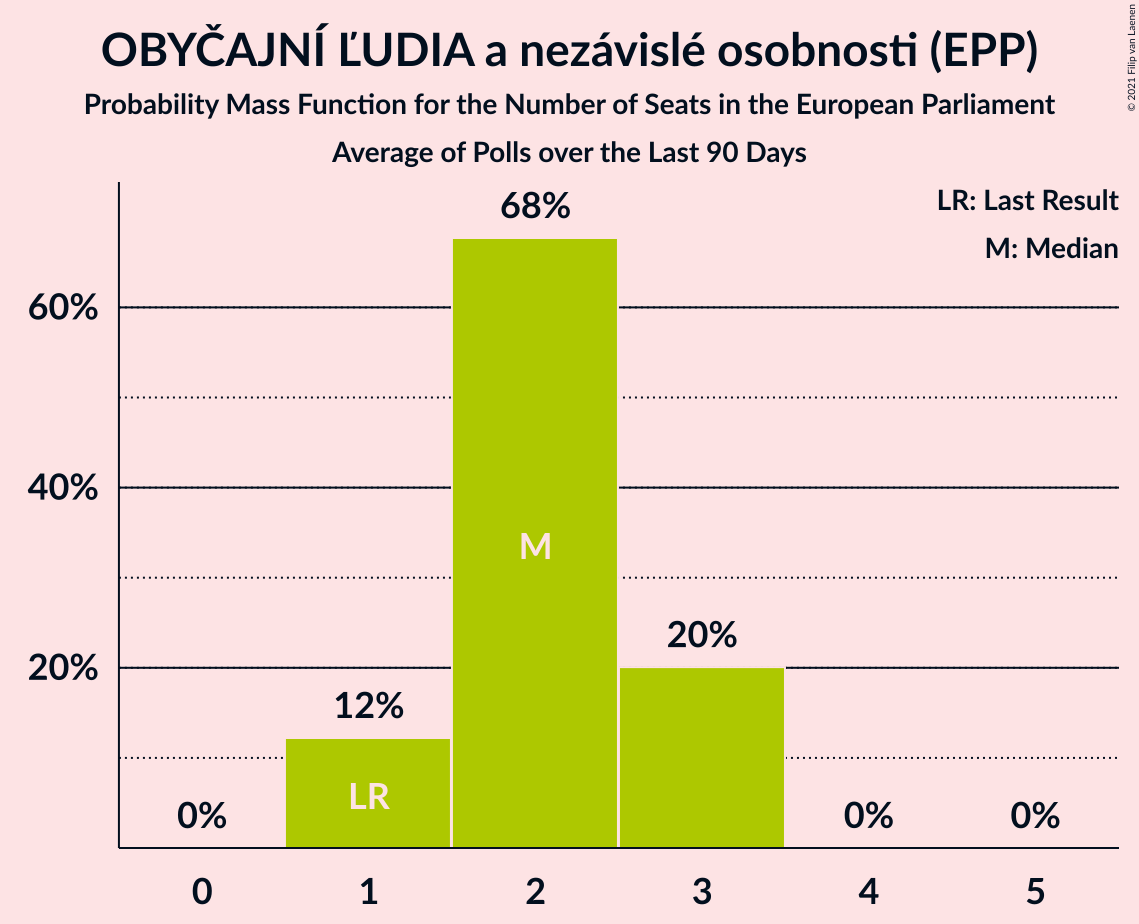 OBYČAJNÍ ĽUDIA a nezávislé osobnosti (EPP)
Probability Mass Function for the Number of Seats in the European Parliament
Average of Polls over the Last 90 Days
© 2021 Filip van Laenen
LR: Last Result
M: Median
68%
60%
40%
M
20%
20%
12%
LR
0%
0%
0%
0
1
2
3
4
5